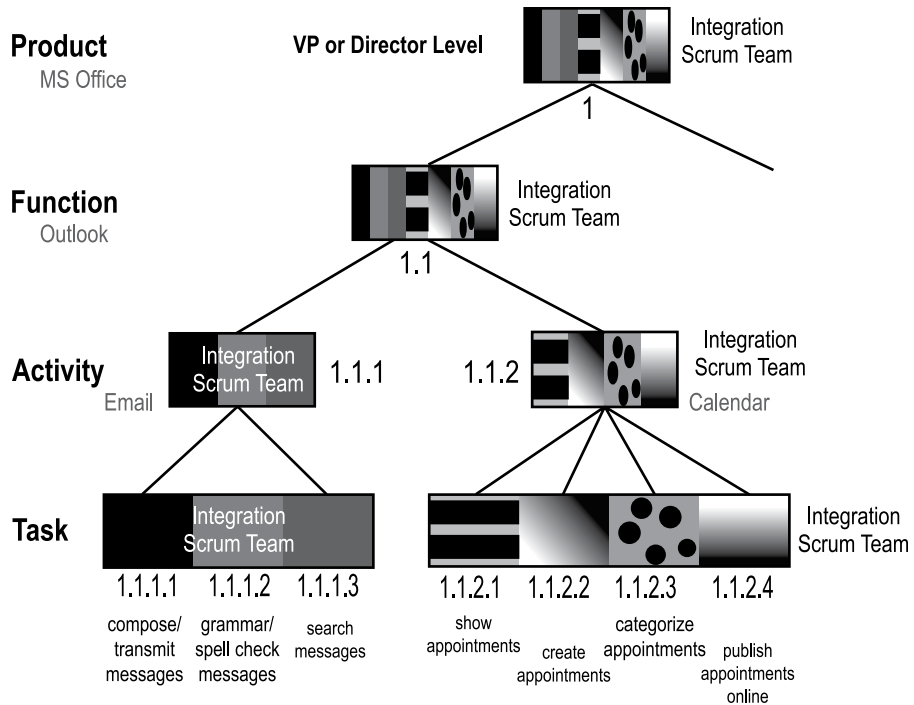 Product
MS Office
VP or Director Level
Integration
Scrum Team
1
Function
Outlook
Integration
Scrum Team
1.1
Activity
Email
Integration
Scrum Team
1.1.1
1.1.2
Integration
Scrum Team
Calendar
Task
Integration
Scrum Team
Integration
Scrum Team
1.1.1.1
compose/
transmit
messages
1.1.1.2
grammar/
spell check
messages
1.1.1.3
search
messages
1.1.2.1
show
appointments
1.1.2.2
create
appointments
1.1.2.3
categorize
appointments
1.1.2.4
publish
appointments
online